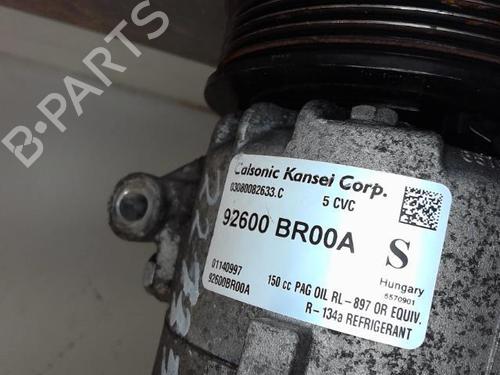 B-PARTS
Calsonic Kansei Corp.
03080082633.C
5 CVC
92600 BR00A
S
01140997
92600BR00A
Hungary
5570901
150 cc PAG OIL RL-897 OR EQUIV.
R-134a REFRIGERANT